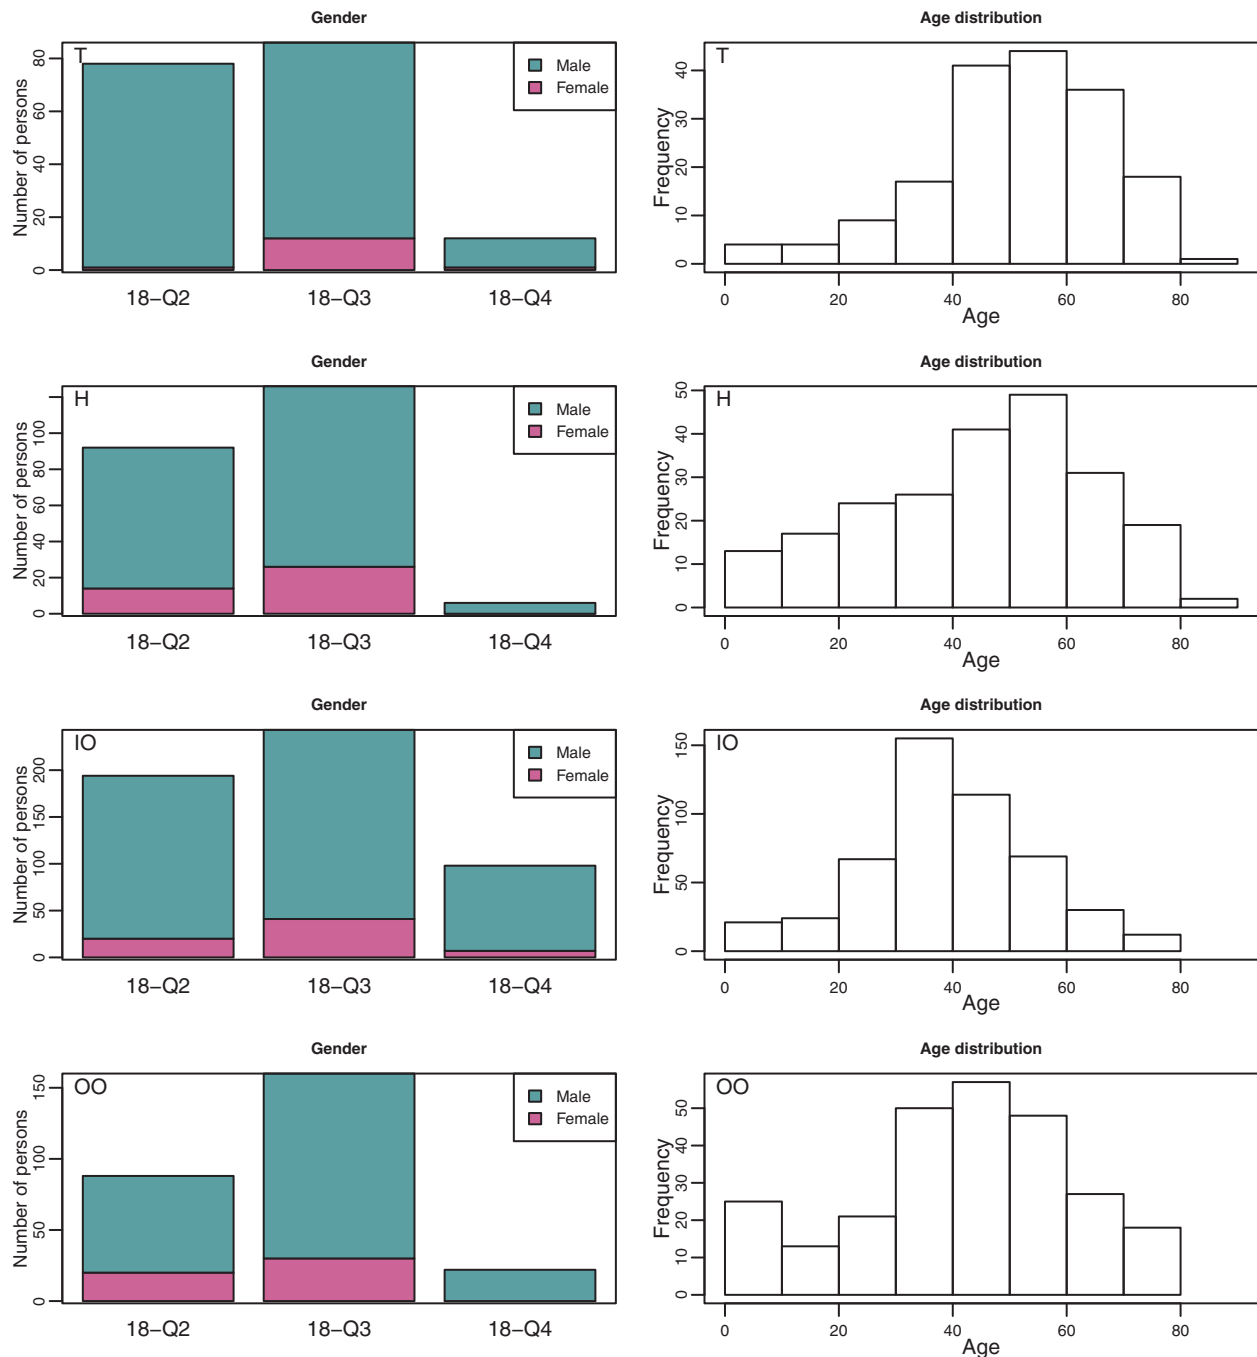 Gender
T
Number of persons
80
60
40
20
0
Male
Female
18–Q2 18–Q3 18–Q4
Age distribution
T
Frequency
40
30
20
10
0
0 20 40 60 80
Age
Gender
H
Number of persons
100
80
60
40
20
0
Male
Female
18–Q2 18–Q3 18–Q4
Age distribution
H
Frequency
50
40
30
20
10
0
0 20 40 60 80
Age
Gender
IO
Number of persons
200
150
100
50
0
Male
Female
18–Q2 18–Q3 18–Q4
Age distribution
IO
Frequency
150
100
50
0
0 20 40 60 80
Age
Gender
OO
Number of persons
150
100
50
0
Male
Female
18–Q2 18–Q3 18–Q4
Age distribution
OO
Frequency
50
40
30
20
10
0
0 20 40 60 80
Age